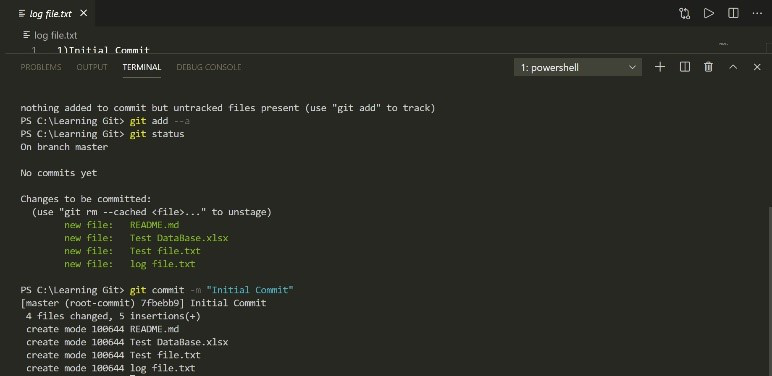 log file.txt
log file.txt
1 1)Initial Commit
PROBLEMS OUTPUT TERMINAL DEBUG CONSOLE 1: powershell
nothing added to commit but untracked files present (use "git add" to track)
PS C:\Learning Git> git add --a
PS C:\Learning Git> git status
On branch master
No commits yet
Changes to be committed:
(use "git rm --cached <file>..." to unstage)
new file: README.md
new file: Test DataBase.xlsx
new file: Test file.txt
new file: log file.txt
PS C:\Learning Git> git commit -m "Initial Commit"
[master (root-commit) 7fbebb9] Initial Commit
4 files changed, 5 insertions(+)
create mode 100644 README.md
create mode 100644 Test DataBase.xlsx
create mode 100644 Test file.txt
create mode 100644 log file.txt